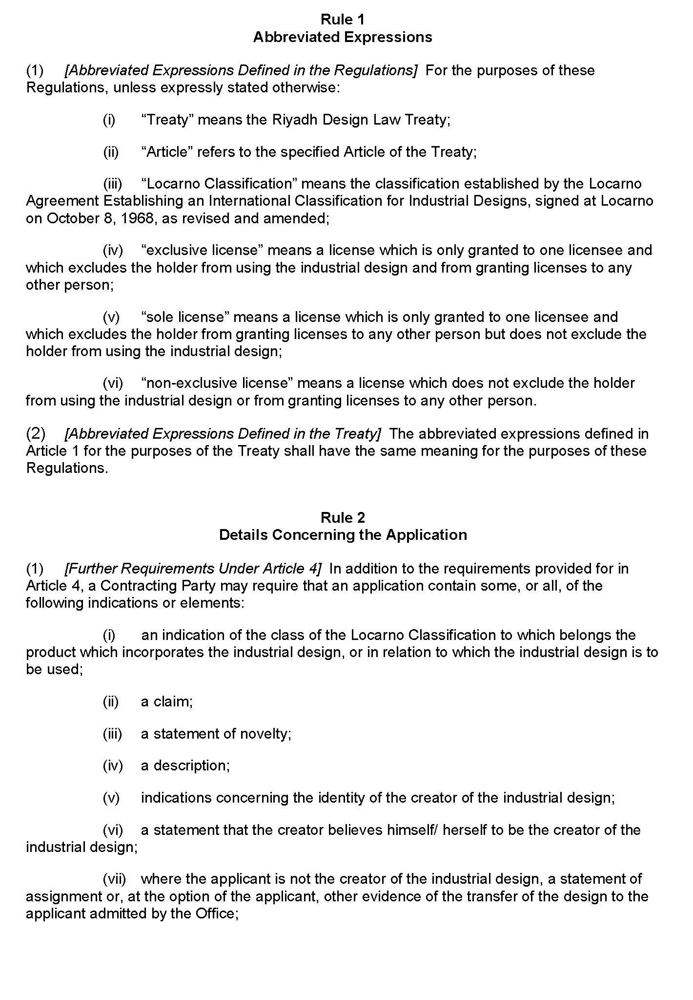 Rule 1
Abbreviated Expressions
(1) [Abbreviated Expressions Defined in the Regulations] For the purposes of these
Regulations, unless expressly stated otherwise:
(i) “Treaty” means the Riyadh Design Law Treaty;
(ii) “Article” refers to the specified Article of the Treaty;
(iii) “Locarno Classification” means the classification established by the Locarno
Agreement Establishing an International Classification for Industrial Designs, signed at Locarno
on October 8, 1968, as revised and amended;
(iv) “exclusive license” means a license which is only granted to one licensee and
which excludes the holder from using the industrial design and from granting licenses to any
other person;
(v) “sole license” means a license which is only granted to one licensee and
which excludes the holder from granting licenses to any other person but does not exclude the
holder from using the industrial design;
(vi) “non-exclusive license” means a license which does not exclude the holder
from using the industrial design or from granting licenses to any other person.
(2) [Abbreviated Expressions Defined in the Treaty] The abbreviated expressions defined in
Article 1 for the purposes of the Treaty shall have the same meaning for the purposes of these
Regulations.
Rule 2
Details Concerning the Application
(1) [Further Requirements Under Article 4] In addition to the requirements provided for in
Article 4, a Contracting Party may require that an application contain some, or all, of the
following indications or elements:
(i) an indication of the class of the Locarno Classification to which belongs the
product which incorporates the industrial design, or in relation to which the industrial design is to
be used;
(ii) a claim;
(iii) a statement of novelty;
(iv) a description;
(v) indications concerning the identity of the creator of the industrial design;
(vi) a statement that the creator believes himself/ herself to be the creator of the
industrial design;
(vii) where the applicant is not the creator of the industrial design, a statement of
assignment or, at the option of the applicant, other evidence of the transfer of the design to the
applicant admitted by the Office;